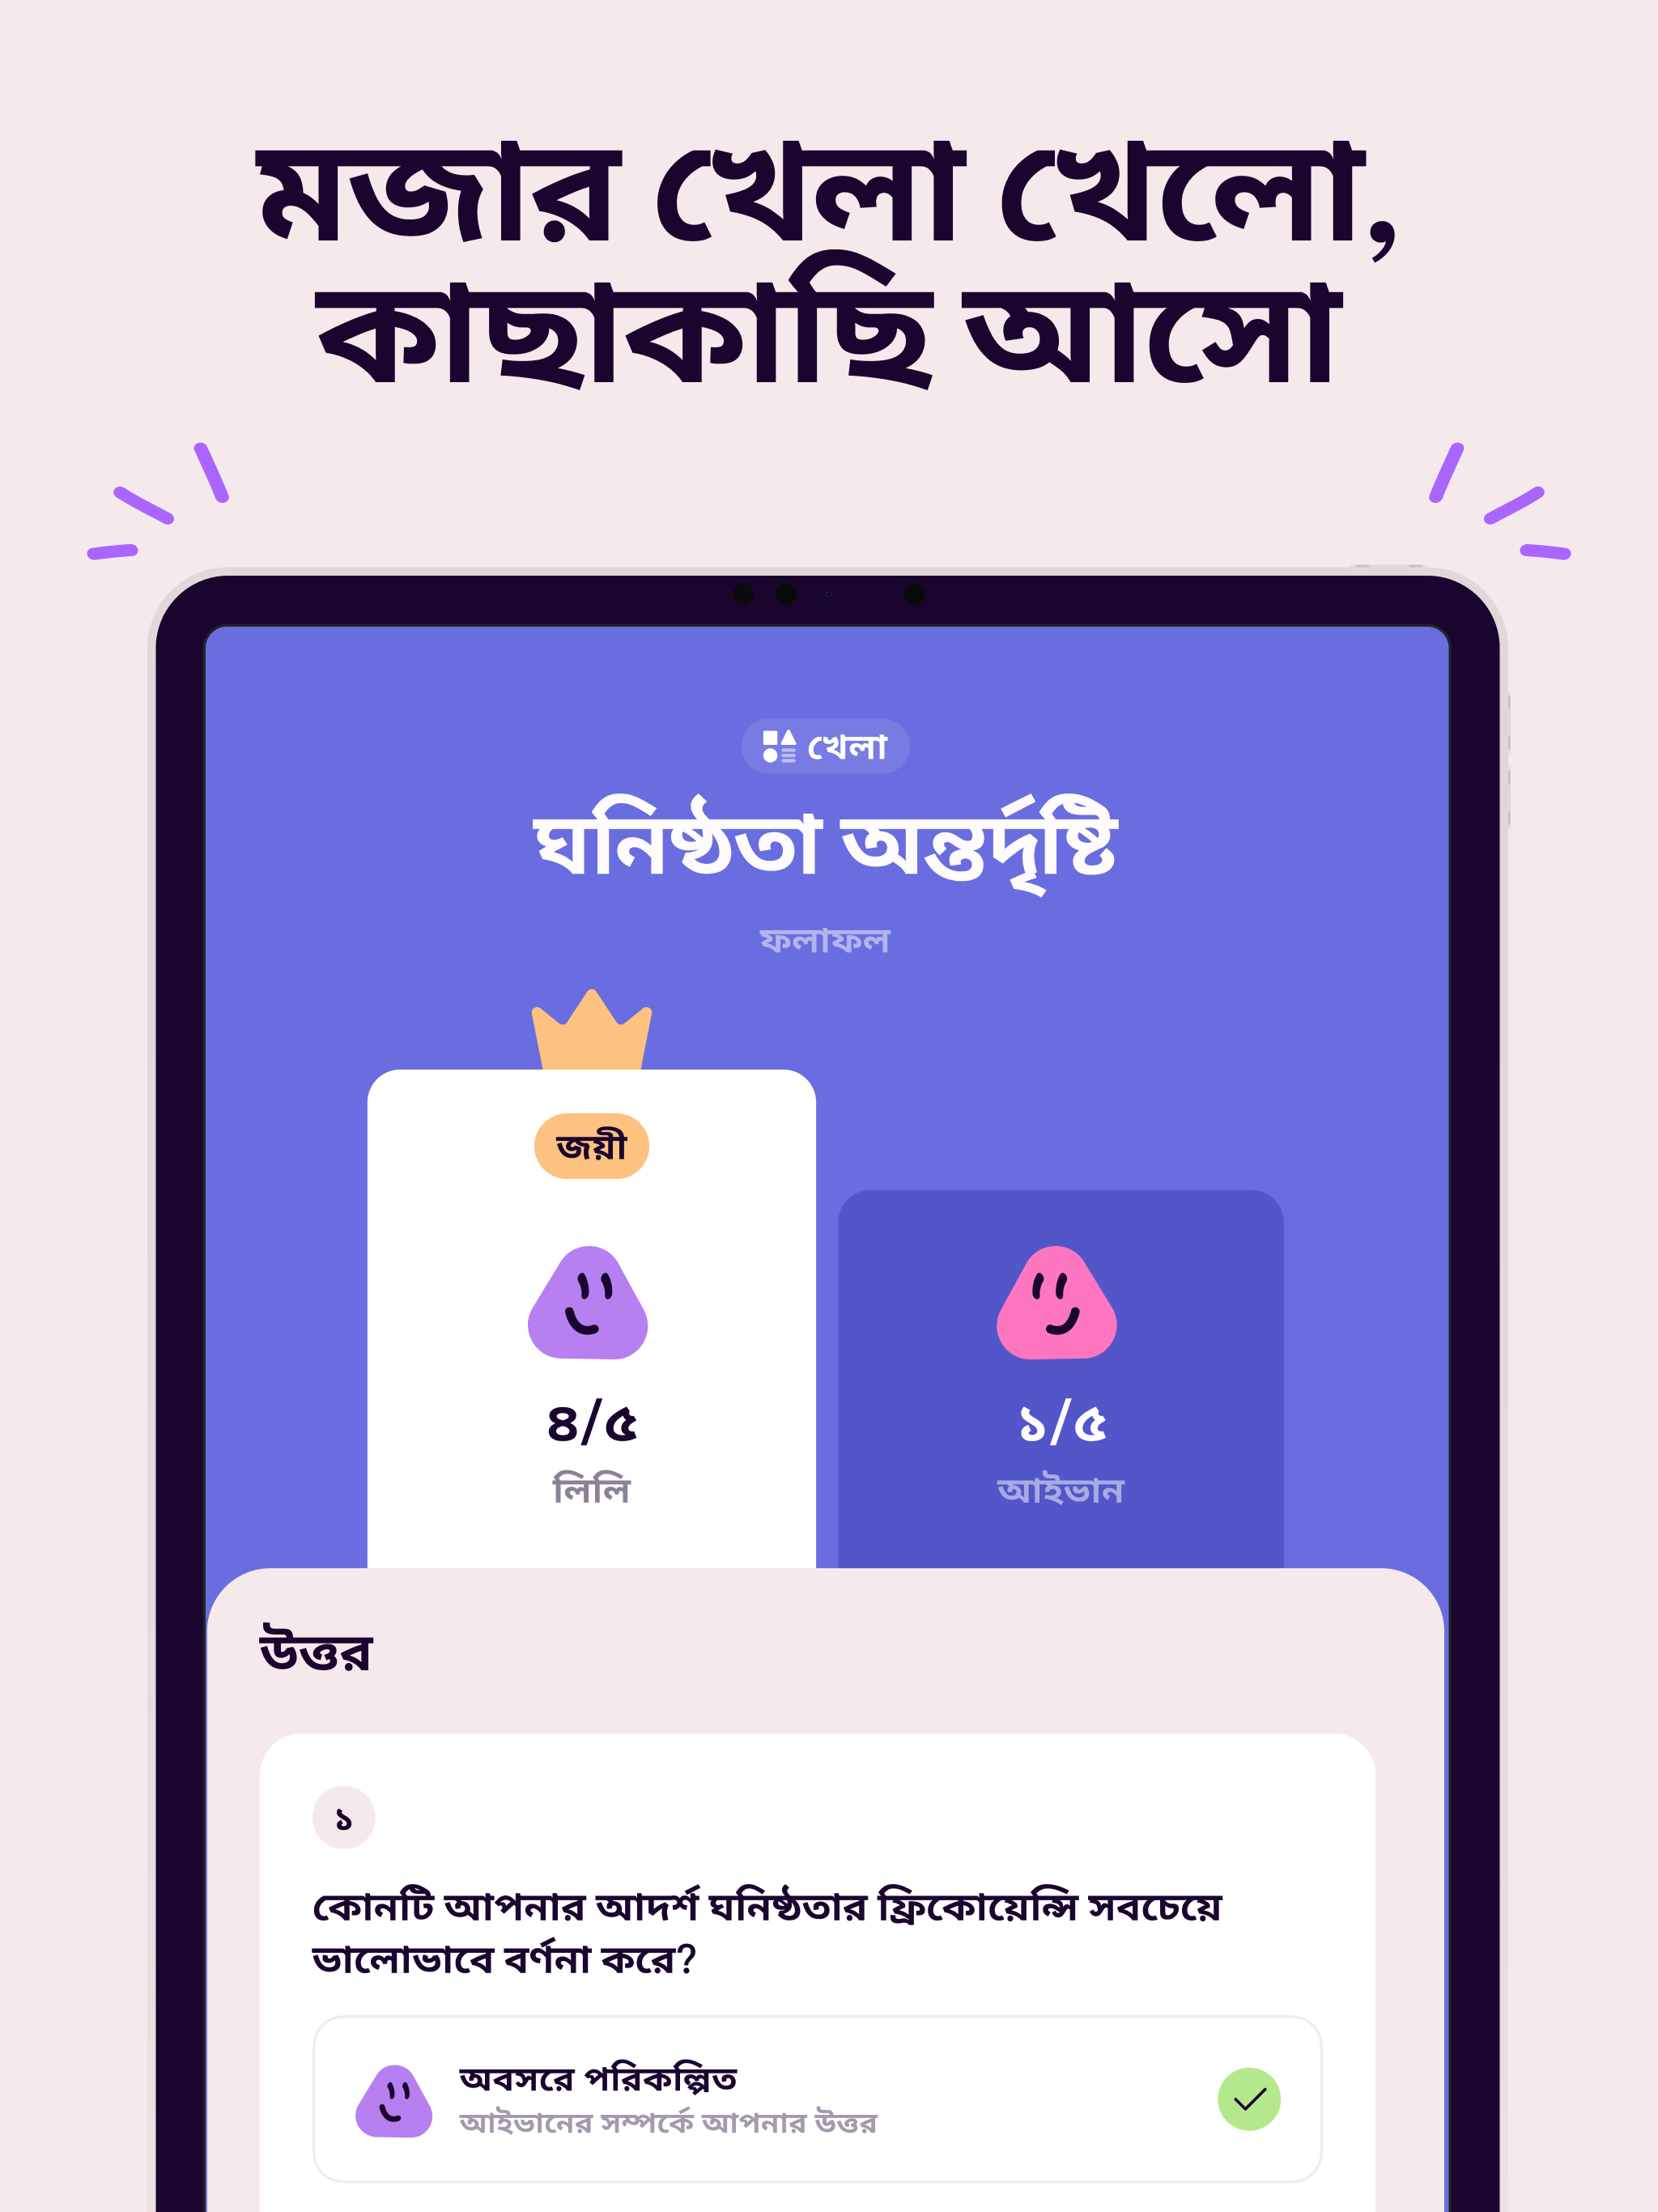 মজার খেলা খেলো,
কাছাকাছি আসো
খেলা
ঘনিষ্ঠতা অন্তর্দৃষ্টি
ফলাফল
জয়ী
৪/৫
লিলি
১/৫
আইভান
উত্তর
১
কোনটি আপনার আদর্শ ঘনিষ্ঠতার ফ্রিকোয়েন্সি সবচেয়ে
ভালোভাবে বর্ণনা করে?
অবসরে পরিকল্পিত
আইভানের সম্পর্কে আপনার উত্তর